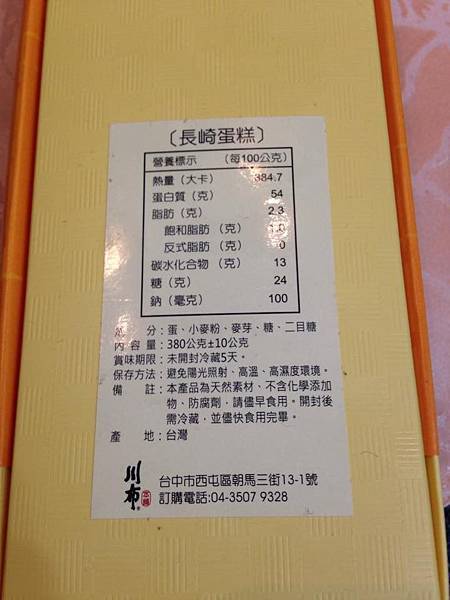 〔長崎蛋糕〕
營養標示 （每100公克）
熱量（大卡） 384.7
蛋白質（克） 54
脂肪（克） 2.3
飽和脂肪（克） 1.0
反式脂肪（克） 0
碳水化合物（克） 13
糖（克） 24
鈉（毫克） 100
成 分：蛋、小麥粉、麥芽、糖、二目糖
內 容 量：380公克±10公克
賞味期限：未開封冷藏5天。
保存方法：避免陽光照射、高溫、高濕度環境。
備 註：本產品為天然素材、不含化學添加
物、防腐劑，請儘早食用。開封後
需冷藏，並儘快食用完畢。
產 地：台灣
川布
台中市西屯區朝馬三街13-1號
訂購電話:04-3507 9328